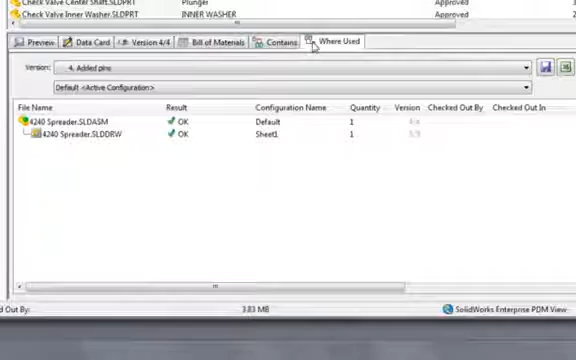 Check Valve Center Shaft.SLDPRT Plunger Approved
Check Valve Inner Washer.SLDPRT INNER WASHER Approved
Preview Data Card Version 4/4 Bill of Materials Contains Where Used
Version: 4. Added pins
Default <Active Configuration>
File Name Result Configuration Name Quantity Version Checked Out By Checked Out In
4240 Spreader.SLDASM OK Default 1 4/4
4240 Spreader.SLDDRW OK Sheet1 1
d Out By: 3.83 MB SolidWorks Enterprise PDM View